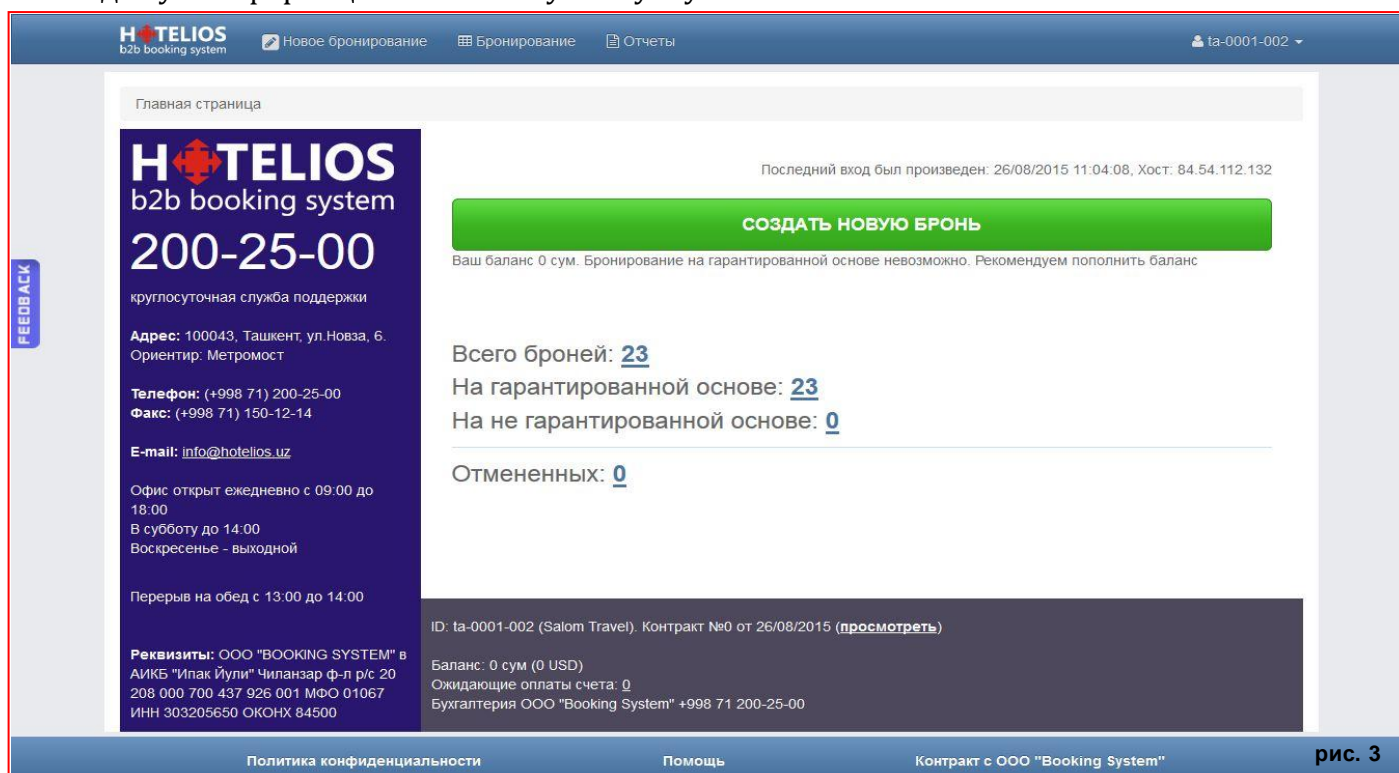 HOTELIOS
b2b booking system
Новое бронирование
Бронирование
Отчеты
ta-0001-002
Главная страница
HOTELIOS
b2b booking system
200-25-00
круглосуточная служба поддержки
Адрес: 100043, Ташкент, ул.Новза, 6.
Ориентир: Метромост
Телефон: (+998 71) 200-25-00
Факс: (+998 71) 150-12-14
E-mail: info@hotelios.uz
Офис открыт ежедневно с 09:00 до
18:00
В субботу до 14:00
Воскресенье - выходной
Перерыв на обед с 13:00 до 14:00
Реквизиты: ООО "BOOKING SYSTEM" в
АИКБ "Ипак Йули" Чиланзар ф-л р/с 20
208 000 700 437 926 001 МФО 01067
ИНН 303205650 ОКОНХ 84500
Последний вход был произведен: 26/08/2015 11:04:08, Хост: 84.54.112.132
СОЗДАТЬ НОВУЮ БРОНЬ
Ваш баланс 0 сум. Бронирование на гарантированной основе невозможно. Рекомендуем пополнить баланс
Всего броней: 23
На гарантированной основе: 23
На не гарантированной основе: 0
Отмененных: 0
ID: ta-0001-002 (Salom Travel). Контракт №0 от 26/08/2015 (просмотреть)
Баланс: 0 сум (0 USD)
Ожидающие оплаты счета: 0
Бухгалтерия ООО "Booking System" +998 71 200-25-00
FEEDBACK
Политика конфиденциальности
Помощь
Контракт с ООО "Booking System"
рис. 3